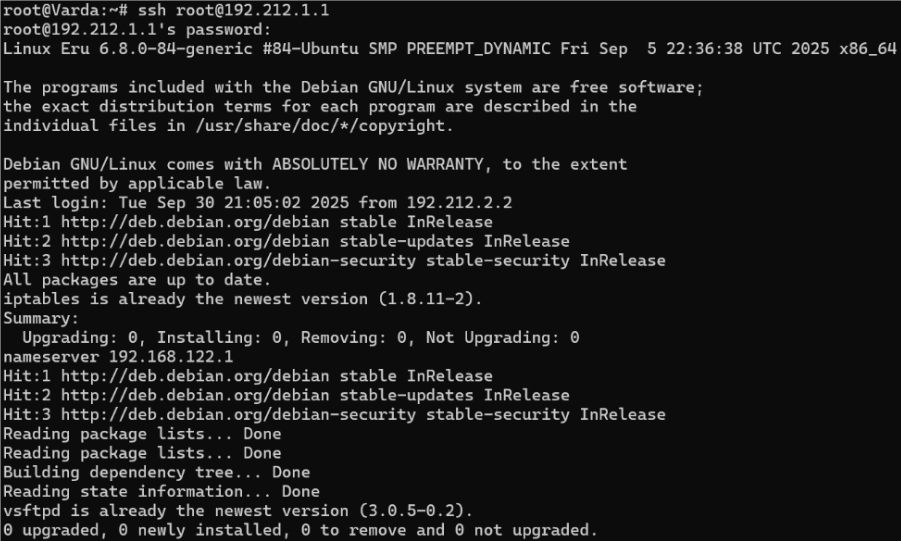 root@Varda:~# ssh root@192.212.1.1
root@192.212.1.1's password:
Linux Eru 6.8.0-84-generic #84-Ubuntu SMP PREEMPT_DYNAMIC Fri Sep  5 22:36:38 UTC 2025 x86_64
The programs included with the Debian GNU/Linux system are free software;
the exact distribution terms for each program are described in the
individual files in /usr/share/doc/*/copyright.
Debian GNU/Linux comes with ABSOLUTELY NO WARRANTY, to the extent
permitted by applicable law.
Last login: Tue Sep 30 21:05:02 2025 from 192.212.2.2
Hit:1 http://deb.debian.org/debian stable InRelease
Hit:2 http://deb.debian.org/debian stable-updates InRelease
Hit:3 http://deb.debian.org/debian-security stable-security InRelease
All packages are up to date.
iptables is already the newest version (1.8.11-2).
Summary:
  Upgrading: 0, Installing: 0, Removing: 0, Not Upgrading: 0
nameserver 192.168.122.1
Hit:1 http://deb.debian.org/debian stable InRelease
Hit:2 http://deb.debian.org/debian stable-updates InRelease
Hit:3 http://deb.debian.org/debian-security stable-security InRelease
Reading package lists... Done
Reading package lists... Done
Building dependency tree... Done
Reading state information... Done
vsftpd is already the newest version (3.0.5-0.2).
0 upgraded, 0 newly installed, 0 to remove and 0 not upgraded.